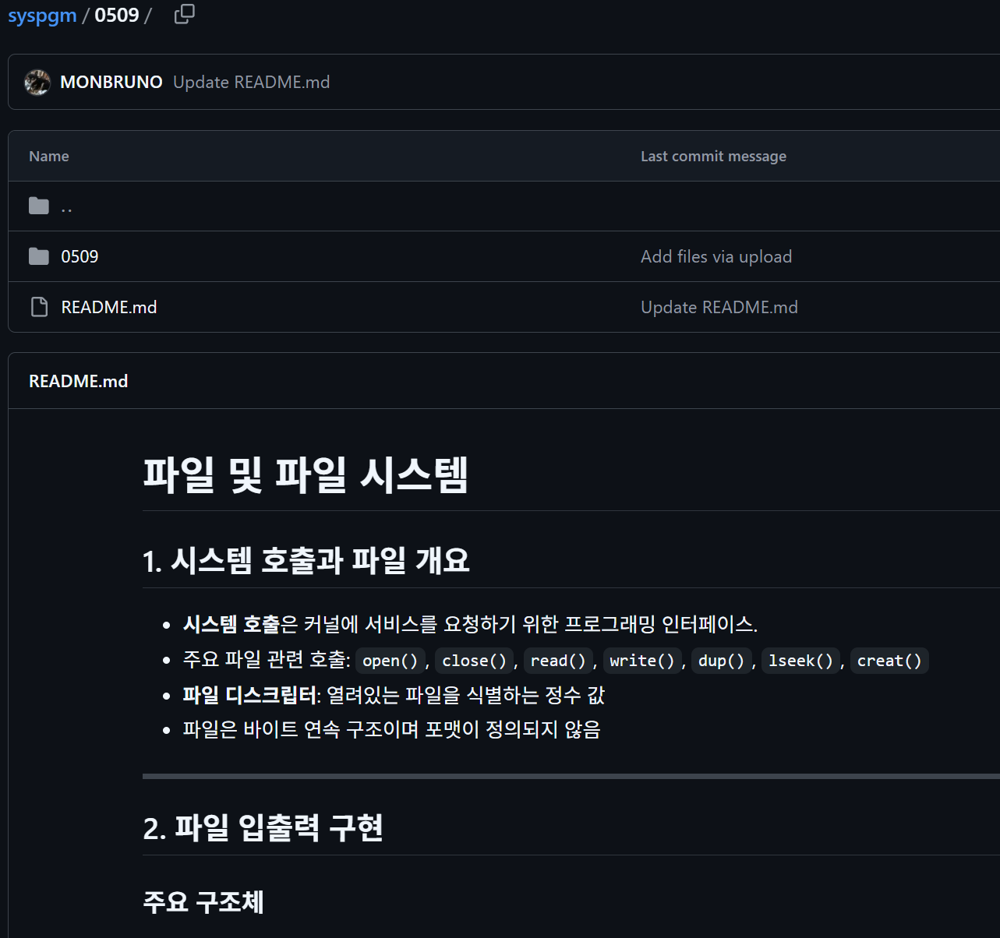 syspgm / 0509 /
MONBRUNO Update README.md
Name Last commit message
..
0509 Add files via upload
README.md Update README.md
README.md
파일 및 파일 시스템
1. 시스템 호출과 파일 개요
• 시스템 호출은 커널에 서비스를 요청하기 위한 프로그래밍 인터페이스.
• 주요 파일 관련 호출: open(), close(), read(), write(), dup(), lseek(), creat()
• 파일 디스크립터: 열려있는 파일을 식별하는 정수 값
• 파일은 바이트 연속 구조이며 포맷이 정의되지 않음
2. 파일 입출력 구현
주요 구조체